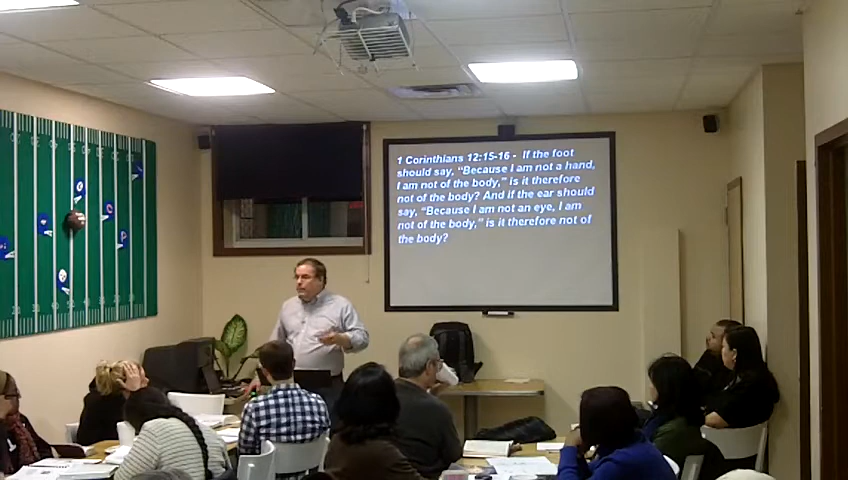 1 Corinthians 12:15-16 - If the foot
should say, "Because I am not a hand,
I am not of the body," is it therefore
not of the body? And if the ear should
say, "Because I am not an eye, I am
not of the body," is it therefore not of
the body?